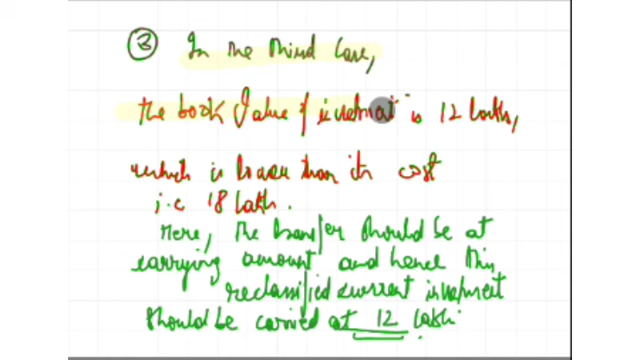 ③ In the third Case,
the book Value of investment is 12 lakhs,
which is lower than its cost
i.e 18 lakh.
Here, the transfer should be at
carrying amount and hence this
reclassified current investment
should be carried at 12 lakh.